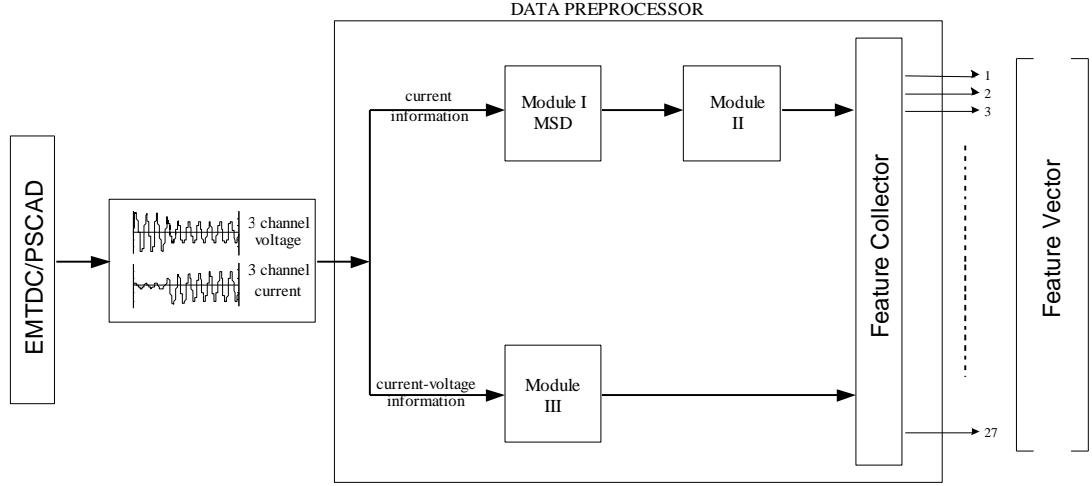 DATA PREPROCESSOR
EMTDC/PSCAD
3 channel
voltage
3 channel
current
current
information
Module I
MSD
Module
II
current-voltage
information
Module
III
Feature Collector
1
2
3
27
Feature Vector